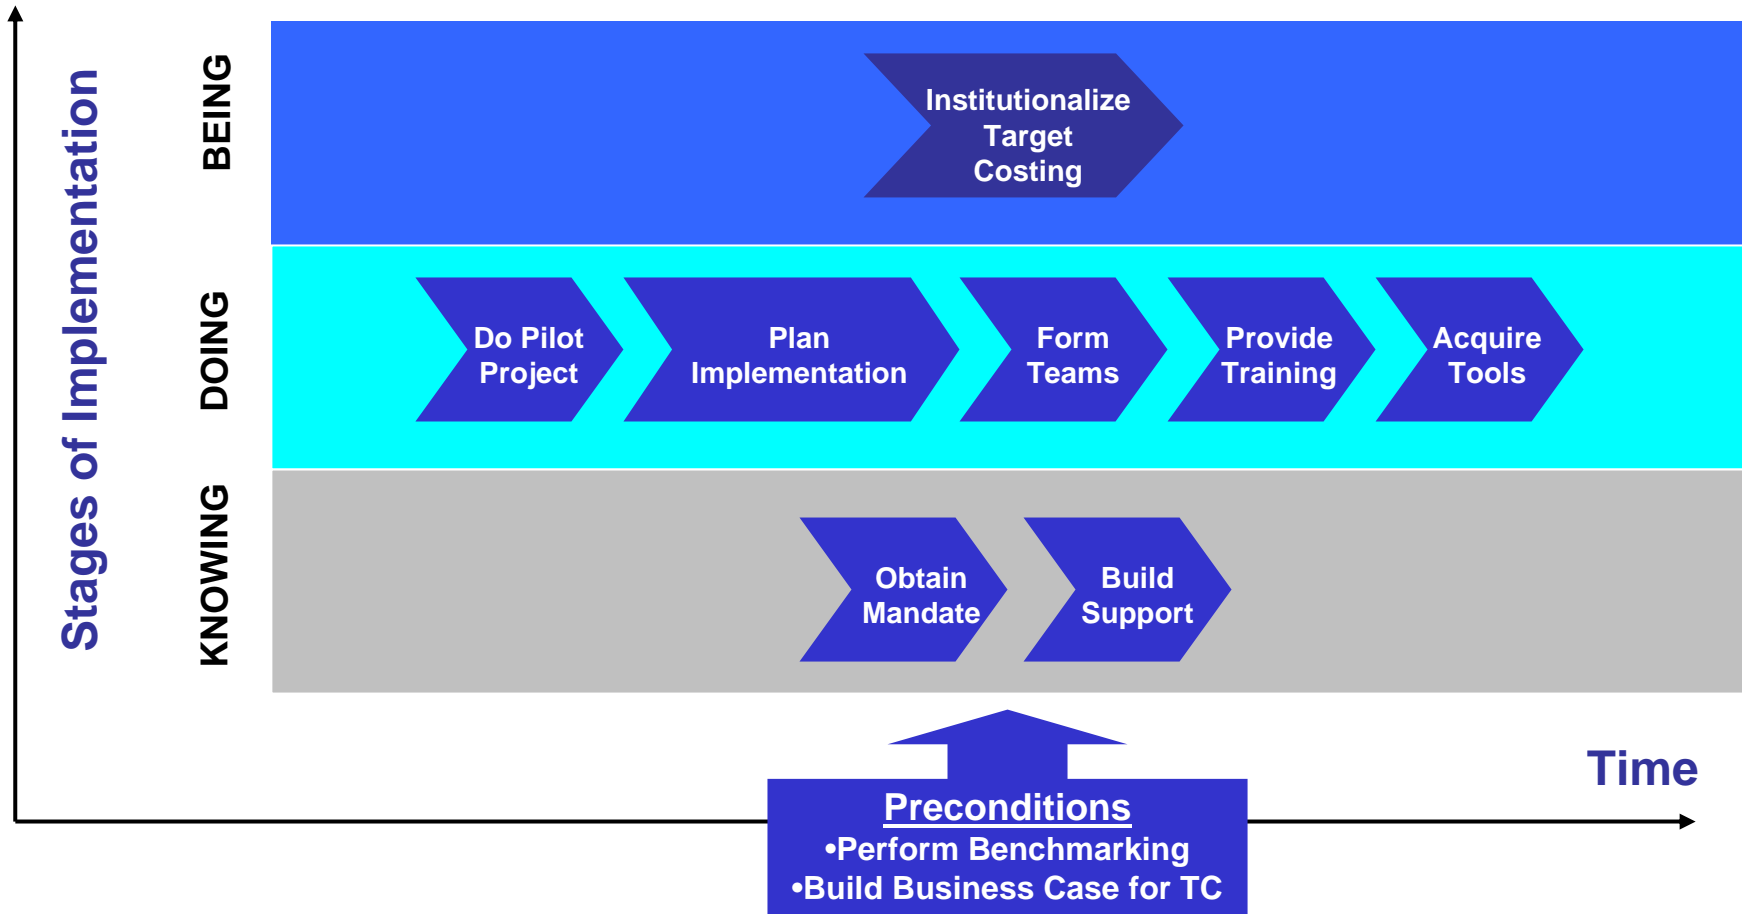 Stages of Implementation
BEING
Institutionalize
Target
Costing
DOING
Do Pilot
Project
Plan
Implementation
Form
Teams
Provide
Training
Acquire
Tools
KNOWING
Obtain
Mandate
Build
Support
Time
Preconditions
•Perform Benchmarking
•Build Business Case for TC